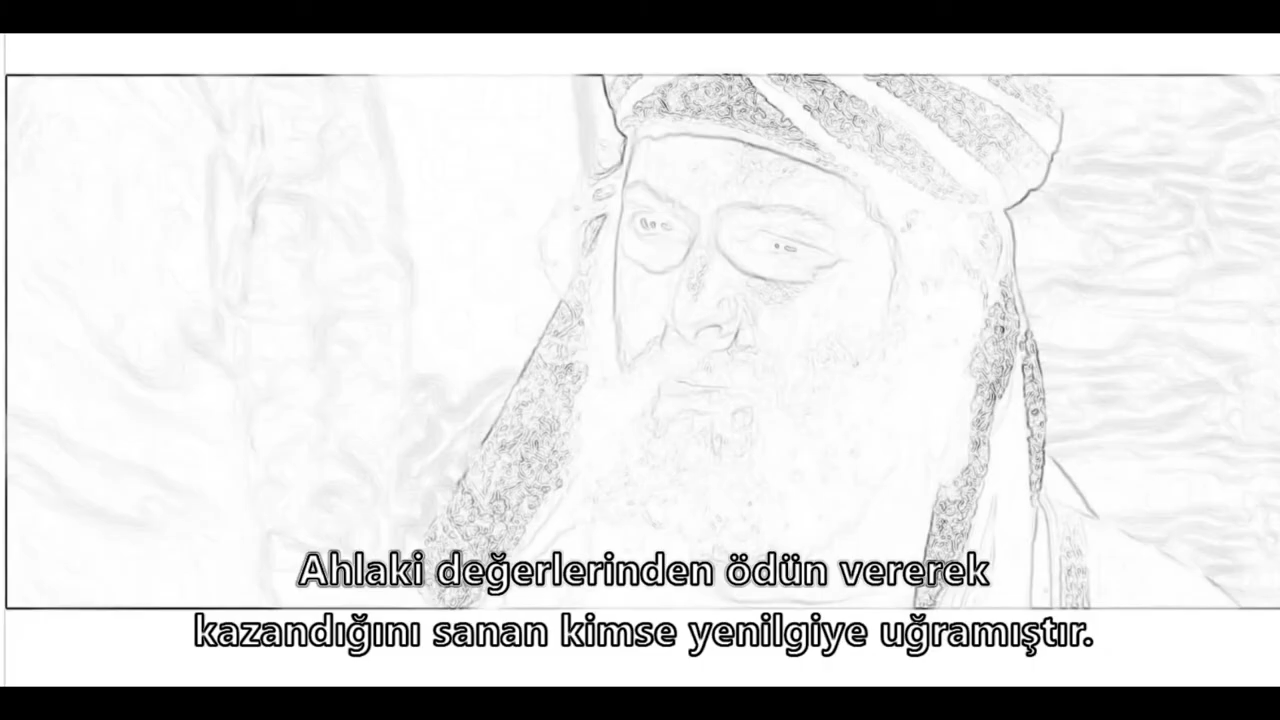 Ahlaki değerlerinden ödün vererek
kazandığını sanan kimse yenilgiye uğramıştır.